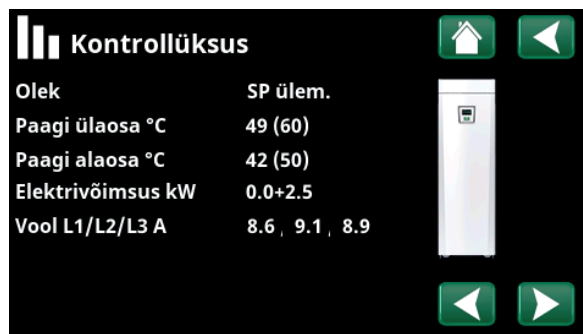 Kontrollüksus
Olek SP ülem.
Paagi ülaosa °C 49 (60)
Paagi alaosa °C 42 (50)
Elektrivõimsus kW 0.0+2.5
Vool L1/L2/L3 A 8.6 , 9.1 , 8.9